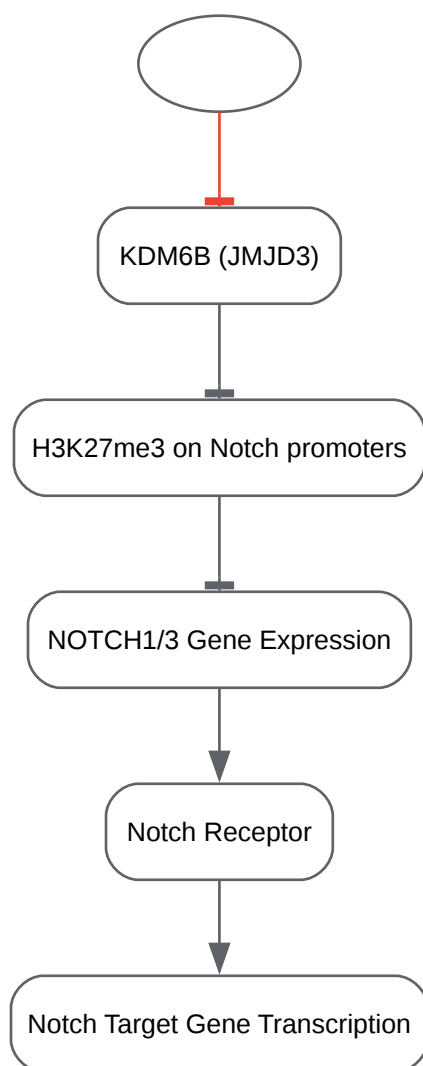 KDM6B (JMJD3)
H3K27me3 on Notch promoters
NOTCH1/3 Gene Expression
Notch Receptor
Notch Target Gene Transcription